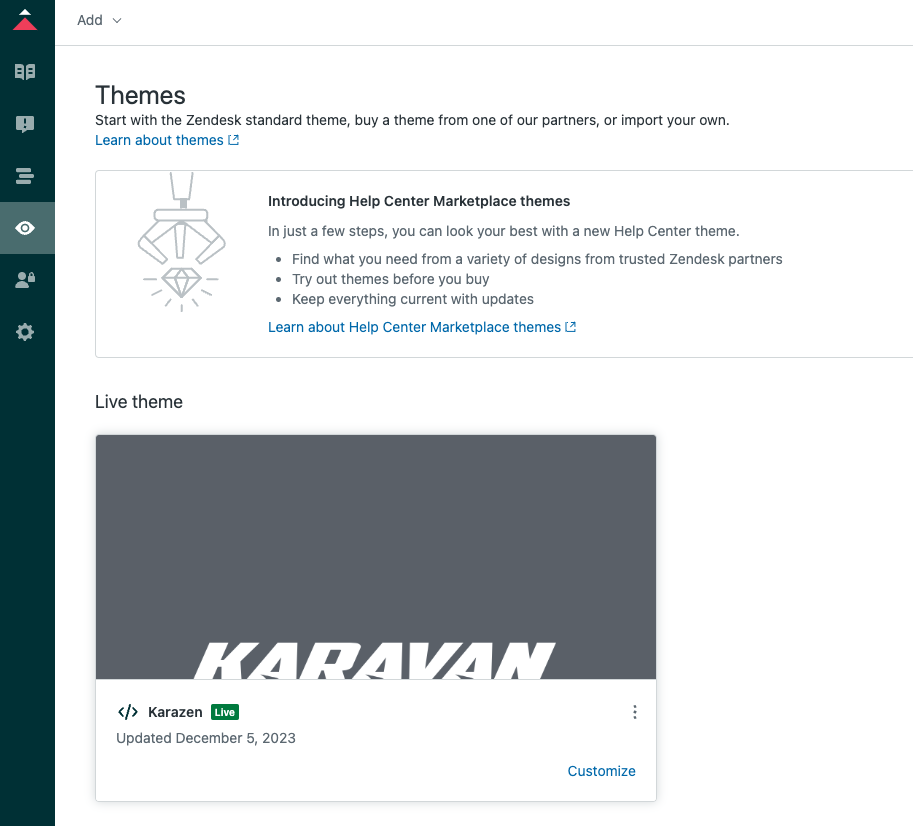 Add
Themes
Start with the Zendesk standard theme, buy a theme from one of our partners, or import your own.
Learn about themes
Introducing Help Center Marketplace themes
In just a few steps, you can look your best with a new Help Center theme.
• Find what you need from a variety of designs from trusted Zendesk partners
• Try out themes before you buy
• Keep everything current with updates
Learn about Help Center Marketplace themes
Live theme
KARAVAN
</> Karazen Live
Updated December 5, 2023
Customize